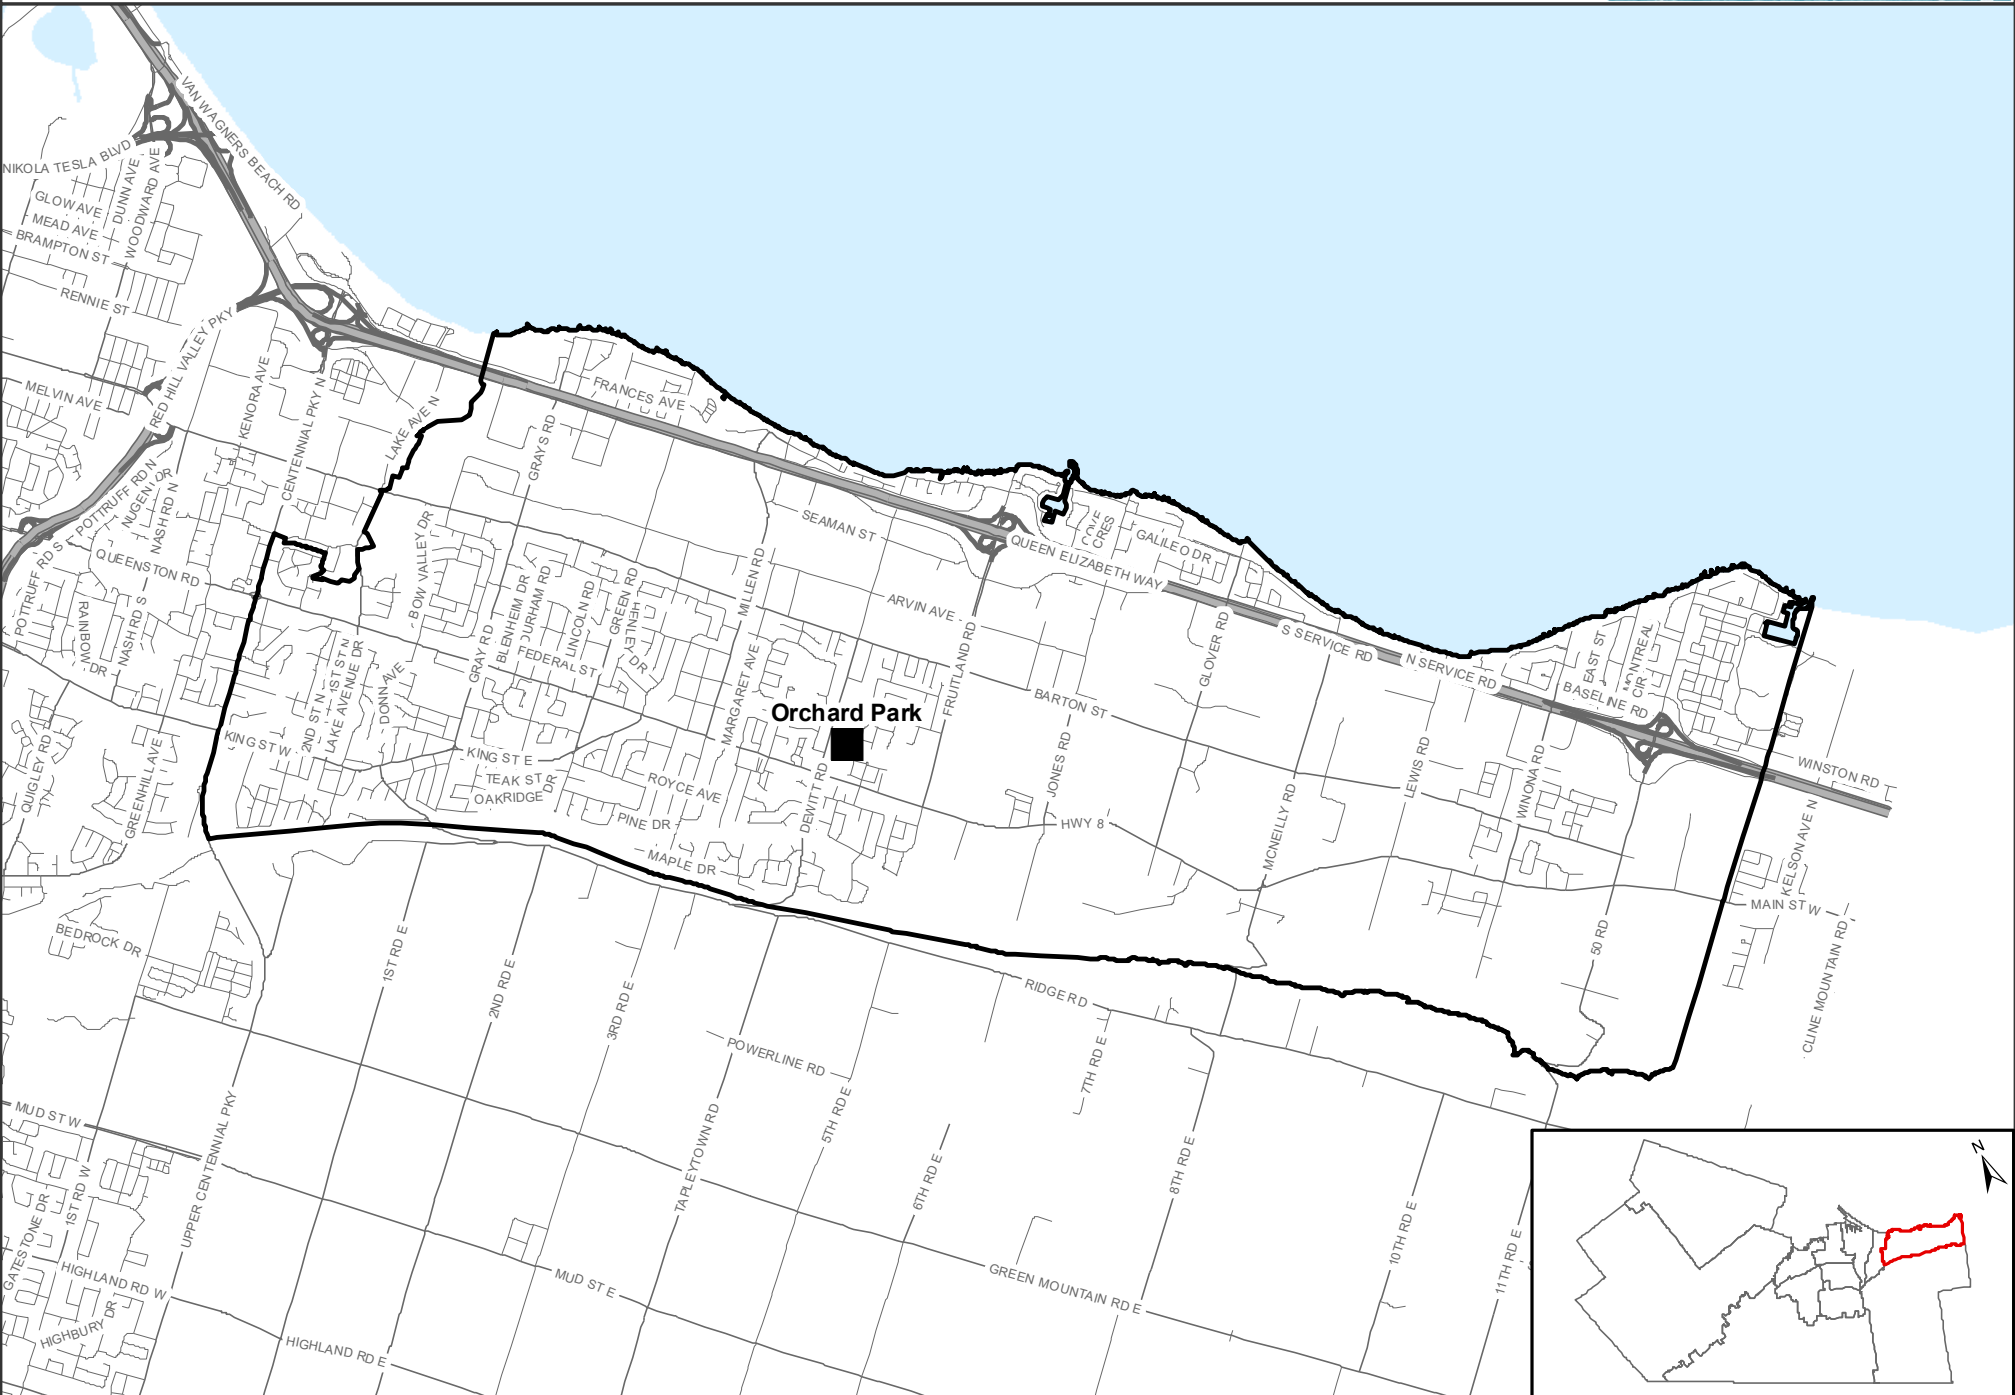 VAN WAGNERS BEACH RD
NIKOLA TESLA BLVD
DUNN AVE
WOODWARD AVE
GLOW AVE
MEAD AVE
BRAMPTON ST
RENNIE ST
RED HILL VALLEY PKY
MELVIN AVE
KENORA AVE
CENTENNIAL PKY N
LAKE AVE N
FRANCES AVE
GRAYS RD
POTTRUFF RD N
NUGENT DR
NASH RD N
POTTRUFF RD S
QUEENSTON RD
RAINBOW DR
NASH RD S
BOW VALLEY DR
SEAMAN ST
COVE CRES
GALILEO DR
QUEEN ELIZABETH WAY
MILLEN RD
ARVIN AVE
GRAY RD
BLENHEIM DR
DURHAM RD
LINCOLN RD
GREEN RD
HENLEY DR
FEDERAL ST
FRUITLAND RD
GLOVER RD
S SERVICE RD
N SERVICE RD
EAST ST
MONTREAL CIR
BASELINE RD
2ND ST N
1ST ST N
LAKE AVENUE DR
DONN AVE
MARGARET AVE
Orchard Park
BARTON ST
KING ST W
KING ST E
TEAK ST
OAKRIDGE DR
ROYCE AVE
PINE DR
DEWITT RD
JONES RD
HWY 8
MCNEILLY RD
LEWIS RD
WINONA RD
WINSTON RD
QUIGLEY RD
GREENHILL AVE
MAPLE DR
KELSON AVE N
MAIN ST W
50 RD
CLINE MOUNTAIN RD
BEDROCK DR
1ST RD E
2ND RD E
3RD RD E
RIDGE RD
POWERLINE RD
7TH RD E
5TH RD E
MUD ST W
UPPER CENTENNIAL PKY
TAPLEYTOWN RD
6TH RD E
8TH RD E
10TH RD E
11TH RD E
1ST RD W
GATESTONE DR
HIGHLAND RD W
HIGHBURY DR
MUD ST E
GREEN MOUNTAIN RD E
HIGHLAND RD E
N